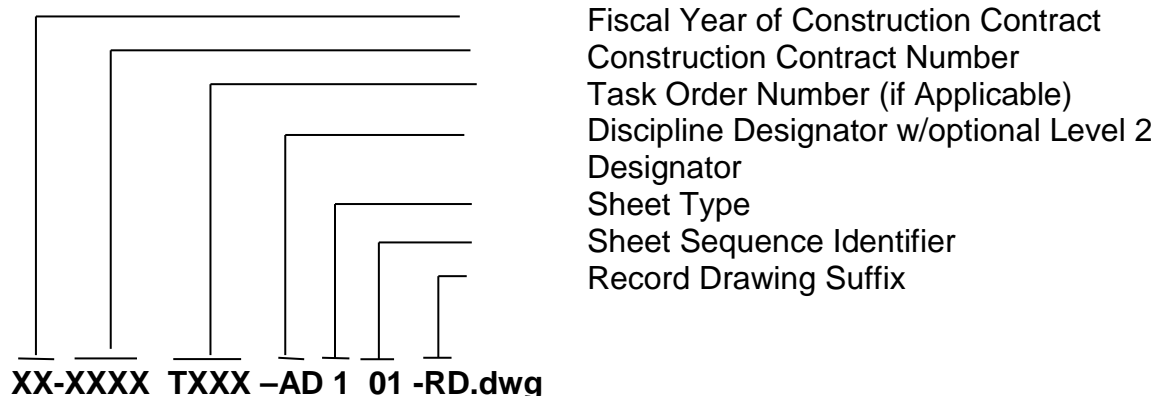 Fiscal Year of Construction Contract
Construction Contract Number
Task Order Number (if Applicable)
Discipline Designator w/optional Level 2
Designator
Sheet Type
Sheet Sequence Identifier
Record Drawing Suffix
XX-XXXX TXXX –AD 1 01 -RD.dwg